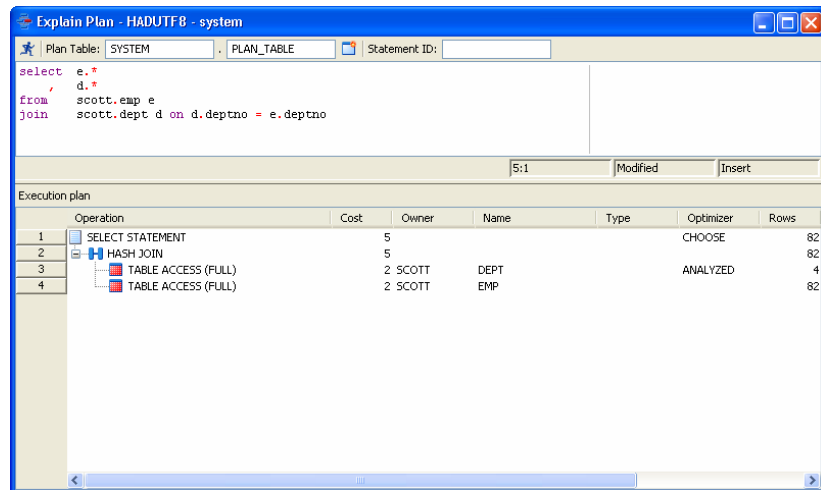 Explain Plan - HADUTF8 - system
Plan Table: SYSTEM . PLAN_TABLE Statement ID:
select e.*
, d.*
from scott.emp e
join scott.dept d on d.deptno = e.deptno
5:1 Modified Insert
Execution plan
Operation Cost Owner Name Type Optimizer Rows
1 SELECT STATEMENT 5 CHOOSE 82
2 HASH JOIN 5 82
3 TABLE ACCESS (FULL) 2 SCOTT DEPT ANALYZED 4
4 TABLE ACCESS (FULL) 2 SCOTT EMP 82